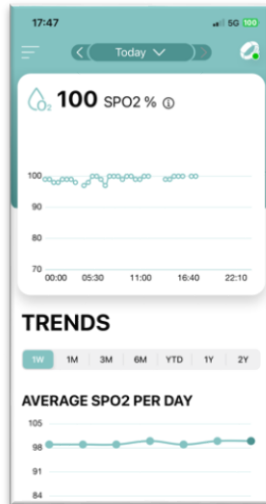 17:47 5G 100
Today
O2 100 SPO2 %
100
90
80
70
00:00 05:30 11:00 16:40 22:10
TRENDS
1W 1M 3M 6M YTD 1Y 2Y
AVERAGE SPO2 PER DAY
105
98
91
84